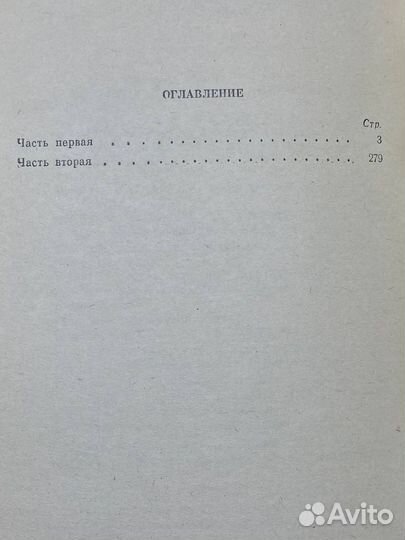 ОГЛАВЛЕНИЕ
Стр.
Часть первая . . . . . . . . . . . . . . . . . . . . . . 3
Часть вторая . . . . . . . . . . . . . . . . . . . . . . 279
Avito